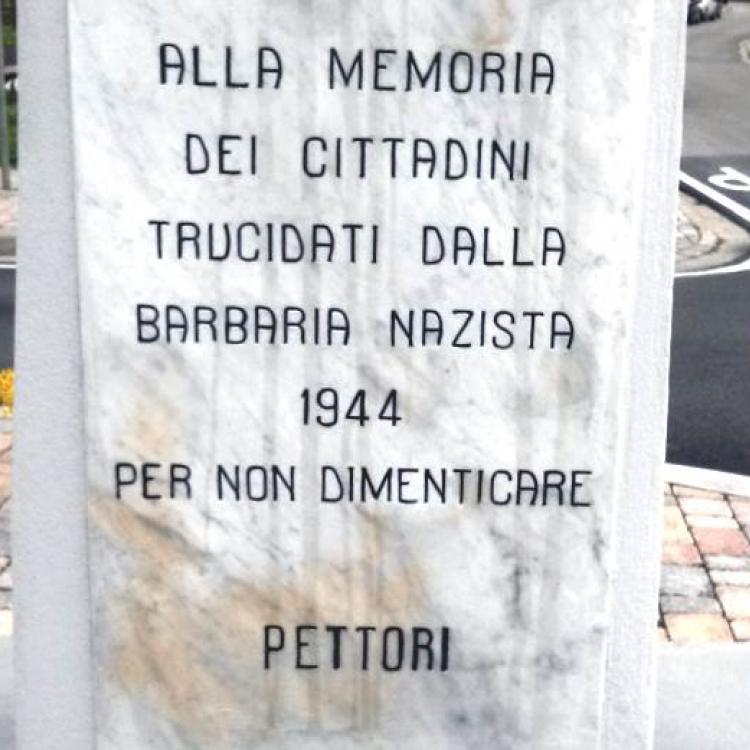 ALLA MEMORIA
DEI CITTADINI
TRUCIDATI DALLA
BARBARIA NAZISTA
1944
PER NON DIMENTICARE
PETTORI